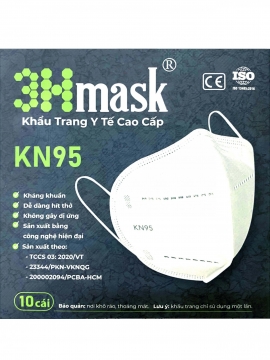 3Hmask®
Khẩu Trang Y Tế Cao Cấp
CE ISO
KN95
• Kháng khuẩn
• Dễ dàng hít thở
• Không gây dị ứng
• Sản xuất bằng
công nghệ hiện đại
• Sản xuất theo:
- TCCS 03: 2020/VT
- 23344/PKN-VKNQG
- 200002094/PCBA-HCM
KN95
10 cái
Bảo quản: nơi khô ráo, thoáng mát. Lưu ý: khẩu trang chỉ sử dụng một lần.